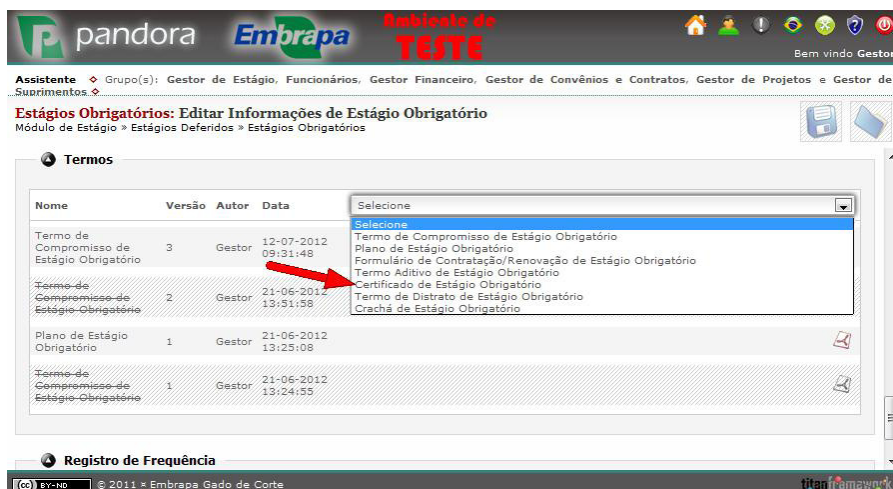 pandora
Embrapa
Ambiente de
TESTE
Bem vindo Gestor
Assistente ◇ Grupo(s): Gestor de Estágio, Funcionários, Gestor Financeiro, Gestor de Convênios e Contratos, Gestor de Projetos e Gestor de
Suprimentos ◇
Estágios Obrigatórios: Editar Informações de Estágio Obrigatório
Módulo de Estágio » Estágios Deferidos » Estágios Obrigatórios
Termos
Nome Versão Autor Data Selecione
Selecione
Termo de Compromisso de Estágio Obrigatório
Plano de Estágio Obrigatório
Formulário de Contratação/Renovação de Estágio Obrigatório
Termo Aditivo de Estágio Obrigatório
Certificado de Estágio Obrigatório
Termo de Distrato de Estágio Obrigatório
Crachá de Estágio Obrigatório
Termo de
Compromisso de
Estágio Obrigatório
3 Gestor 12-07-2012
09:31:48
Termo de
Compromisso de
Estágio Obrigatório
2 Gestor 21-06-2012
13:51:58
Plano de Estágio
Obrigatório
1 Gestor 21-06-2012
13:25:08
Termo de
Compromisso de
Estágio Obrigatório
1 Gestor 21-06-2012
13:24:55
Registro de Frequência
(cc) BY-ND © 2011 ¤ Embrapa Gado de Corte
titanframework